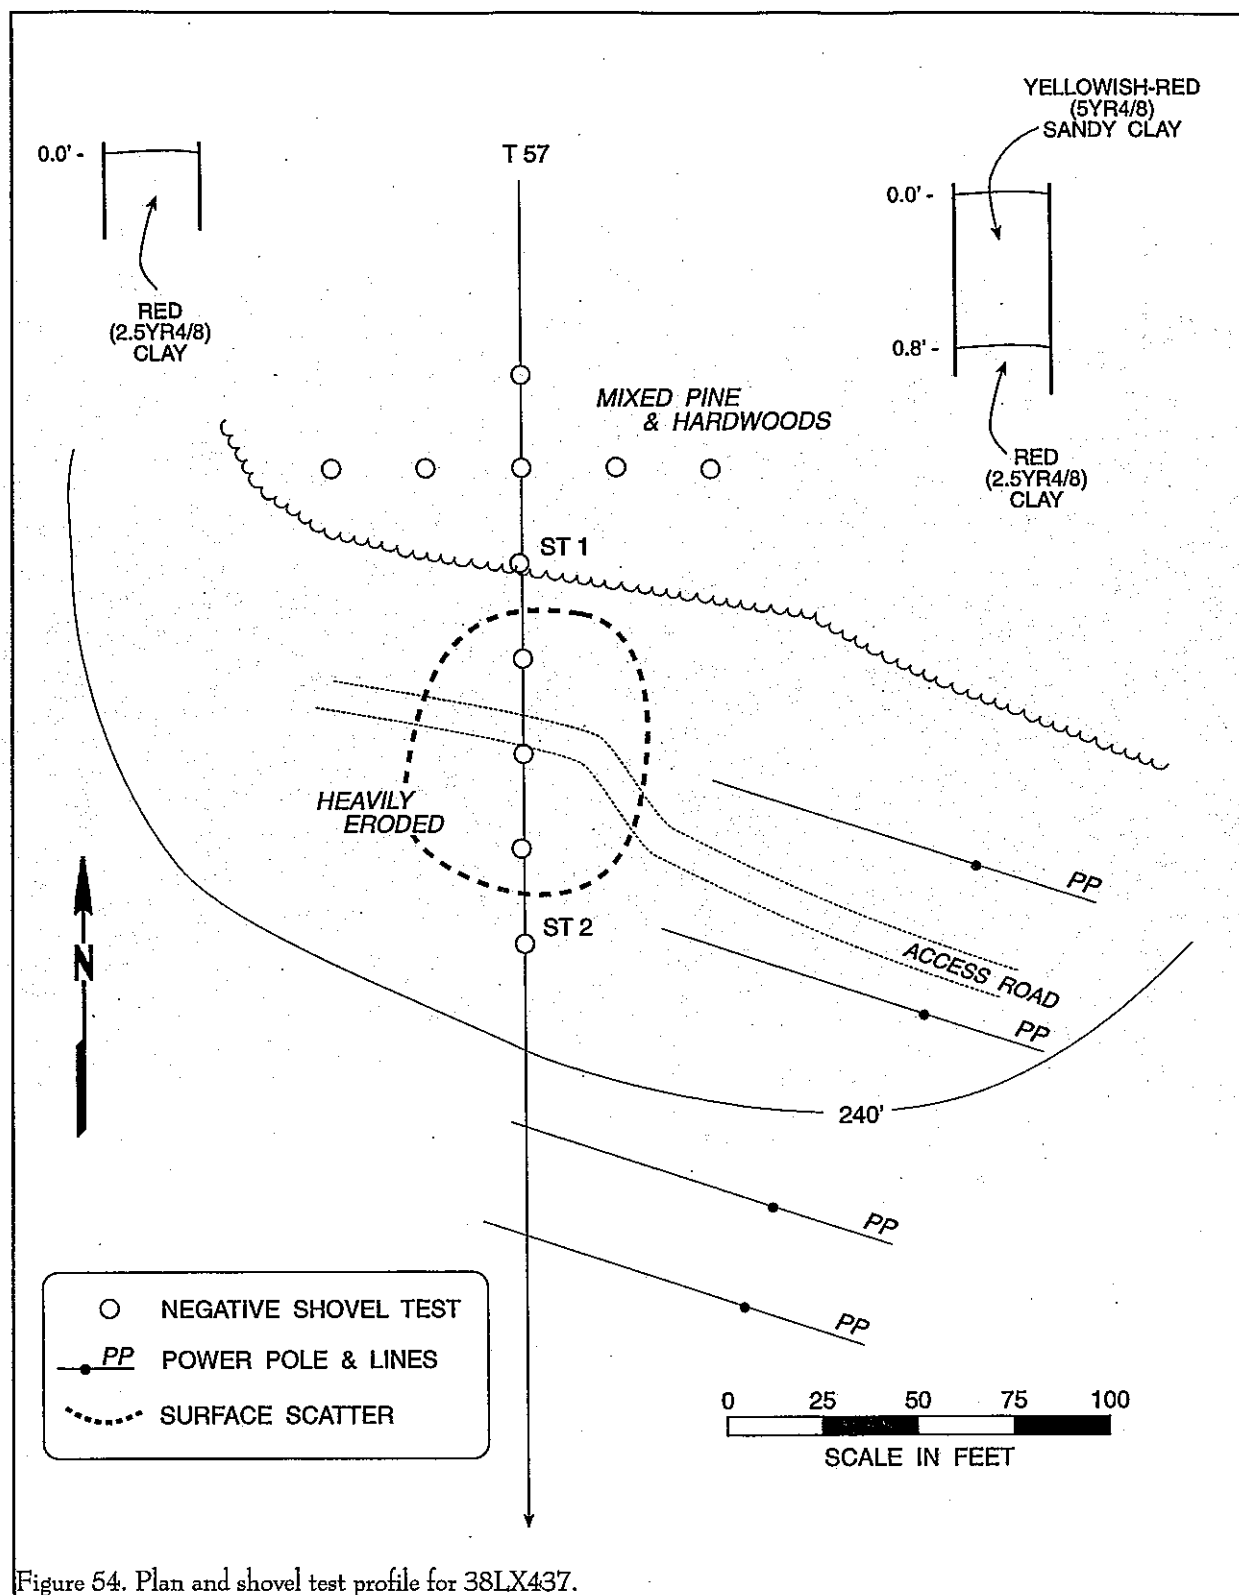 YELLOWISH-RED
(5YR4/8)
SANDY CLAY
0.0' -
T 57
0.0' -
RED
(2.5YR4/8)
CLAY
0.8' -
MIXED PINE
& HARDWOODS
RED
(2.5YR4/8)
CLAY
ST 1
HEAVILY
ERODED
PP
ST 2
N
ACCESS ROAD
PP
240'
PP
PP
NEGATIVE SHOVEL TEST
PP POWER POLE & LINES
SURFACE SCATTER
0 25 50 75 100
SCALE IN FEET
Figure 54. Plan and shovel test profile for 38LX437.